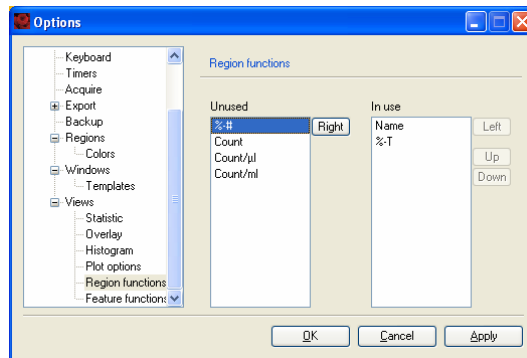 Options
Keyboard
Timers
Acquire
Export
Backup
Regions
Colors
Windows
Templates
Views
Statistic
Overlay
Histogram
Plot options
Region functions
Feature functions
Region functions
Unused
%-#
Count
Count/µl
Count/ml
Right
In use
Name
%-T
Left
Up
Down
OK
Cancel
Apply